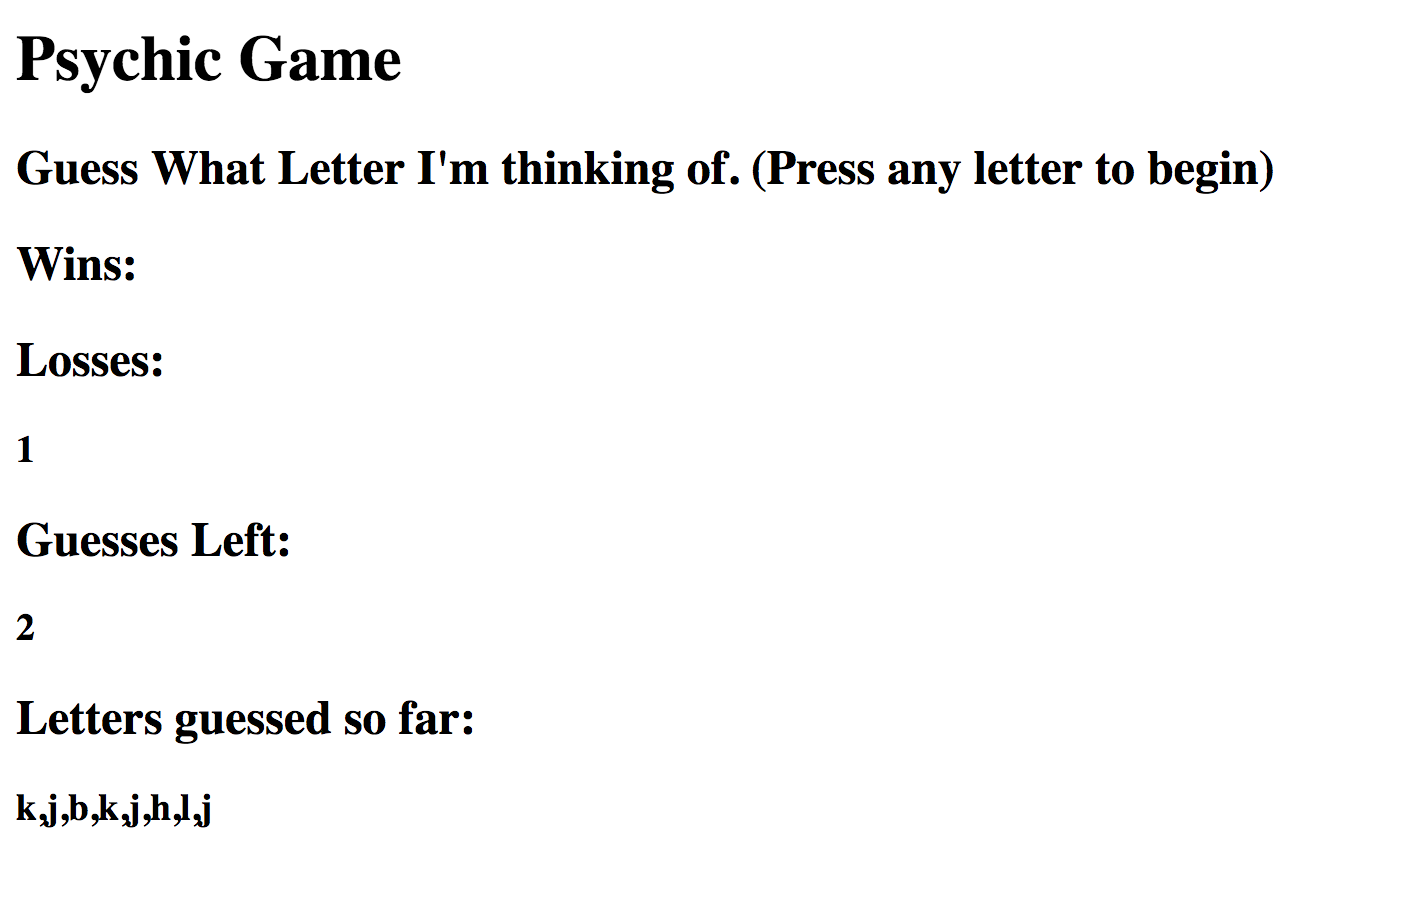 Psychic Game
Guess What Letter I'm thinking of. (Press any letter to begin)
Wins:
Losses:
1
Guesses Left:
2
Letters guessed so far:
k,j,b,k,j,h,l,j